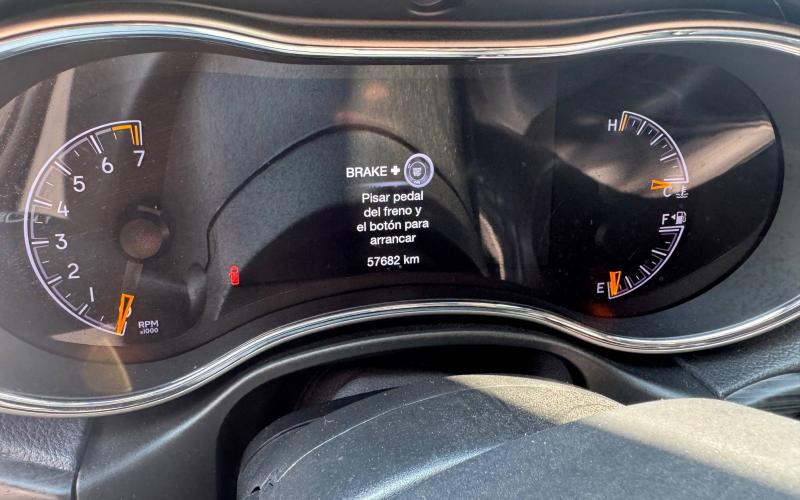 7
6
5
4
3
2
1
RPM
x1000
BRAKE +
Pisar pedal
del freno y
el botón para
arrancar
57682 km
H
C
F
E